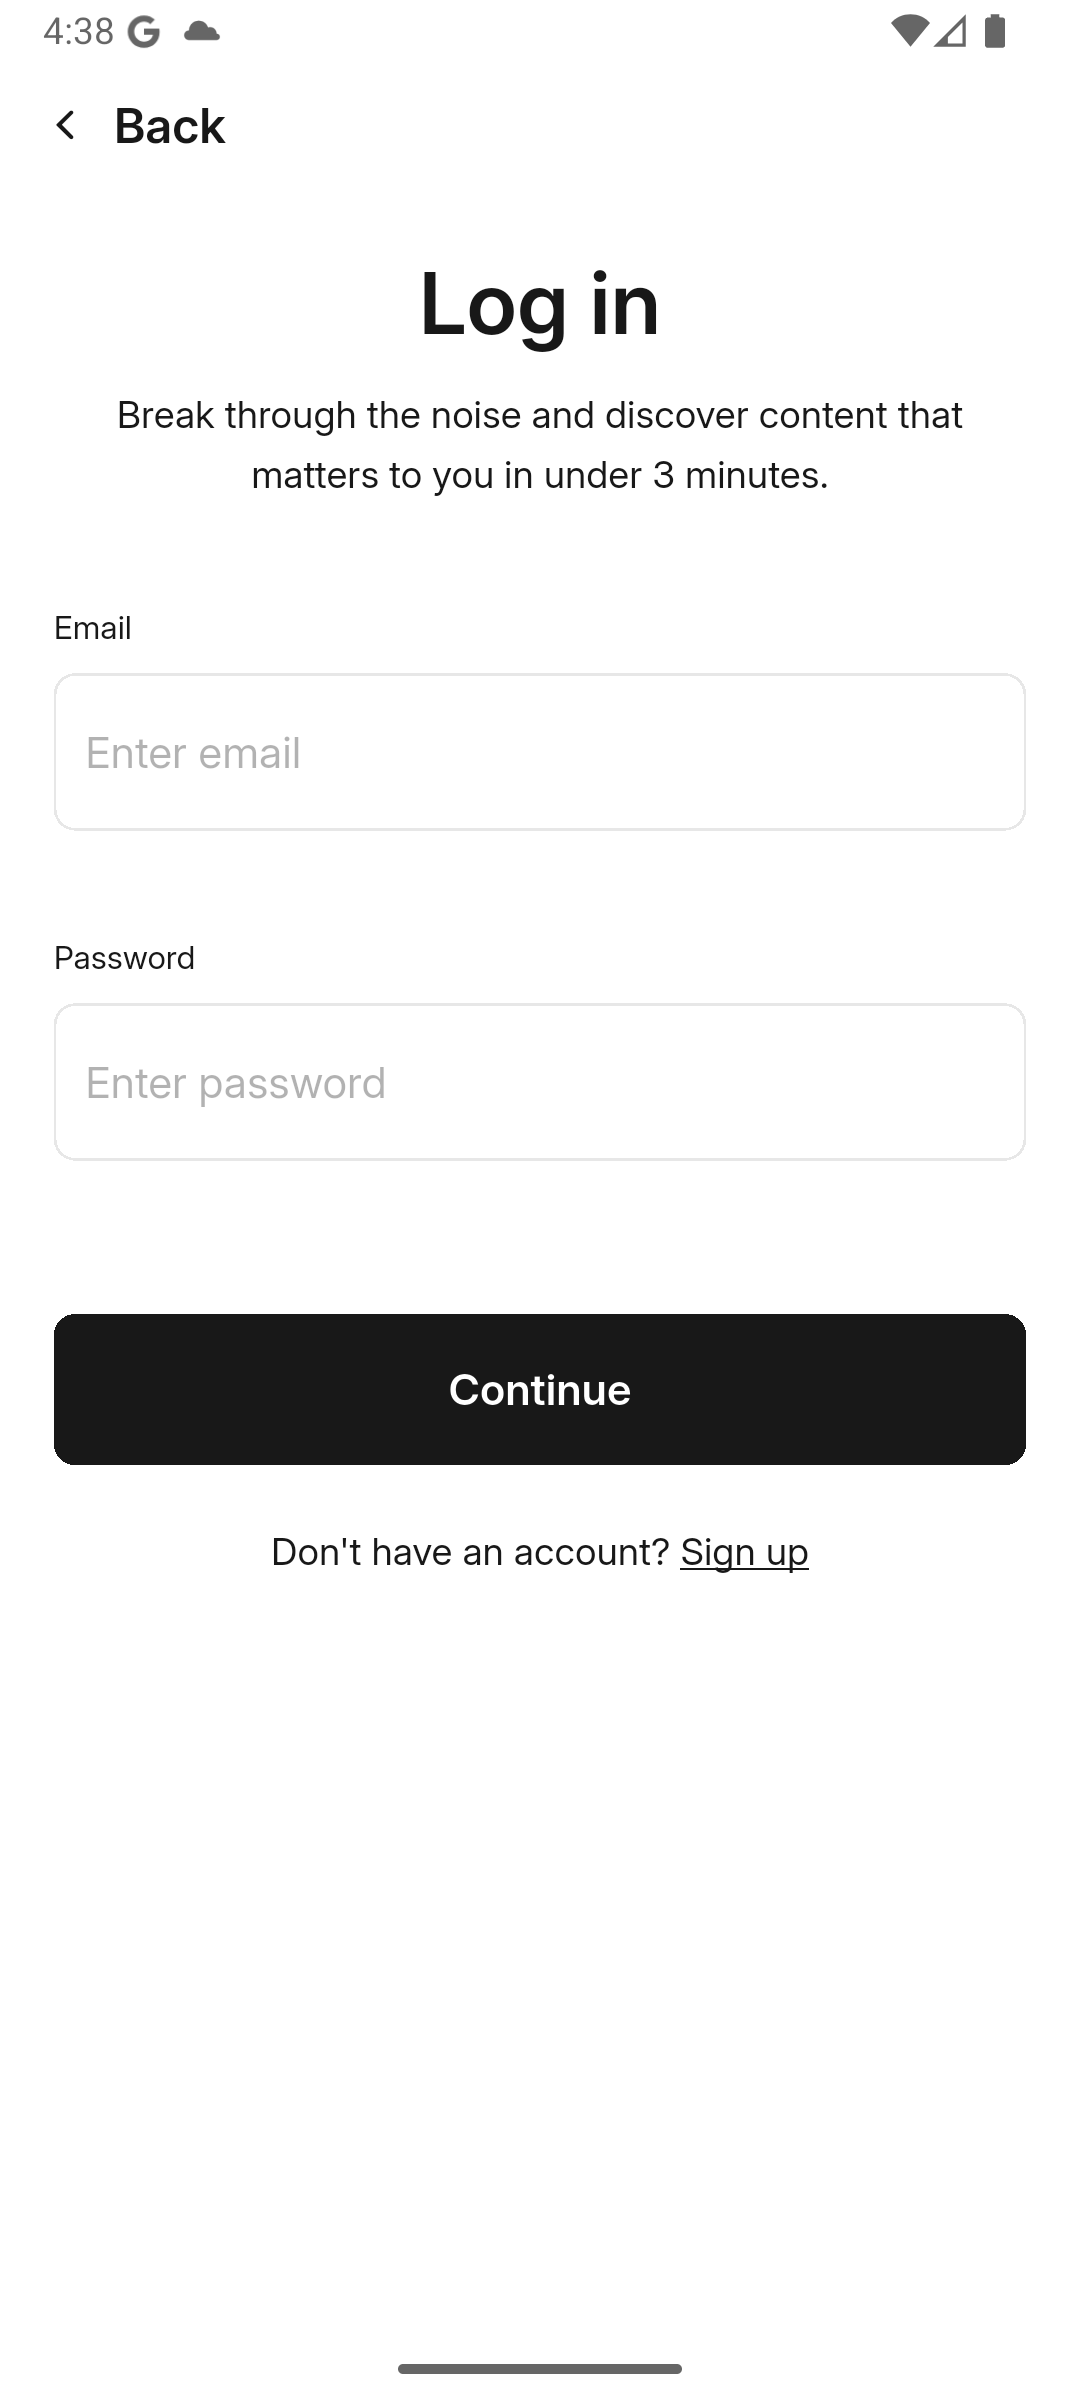 4:38
Back
Log in
Break through the noise and discover content that
matters to you in under 3 minutes.
Email
Enter email
Password
Enter password
Continue
Don't have an account? Sign up